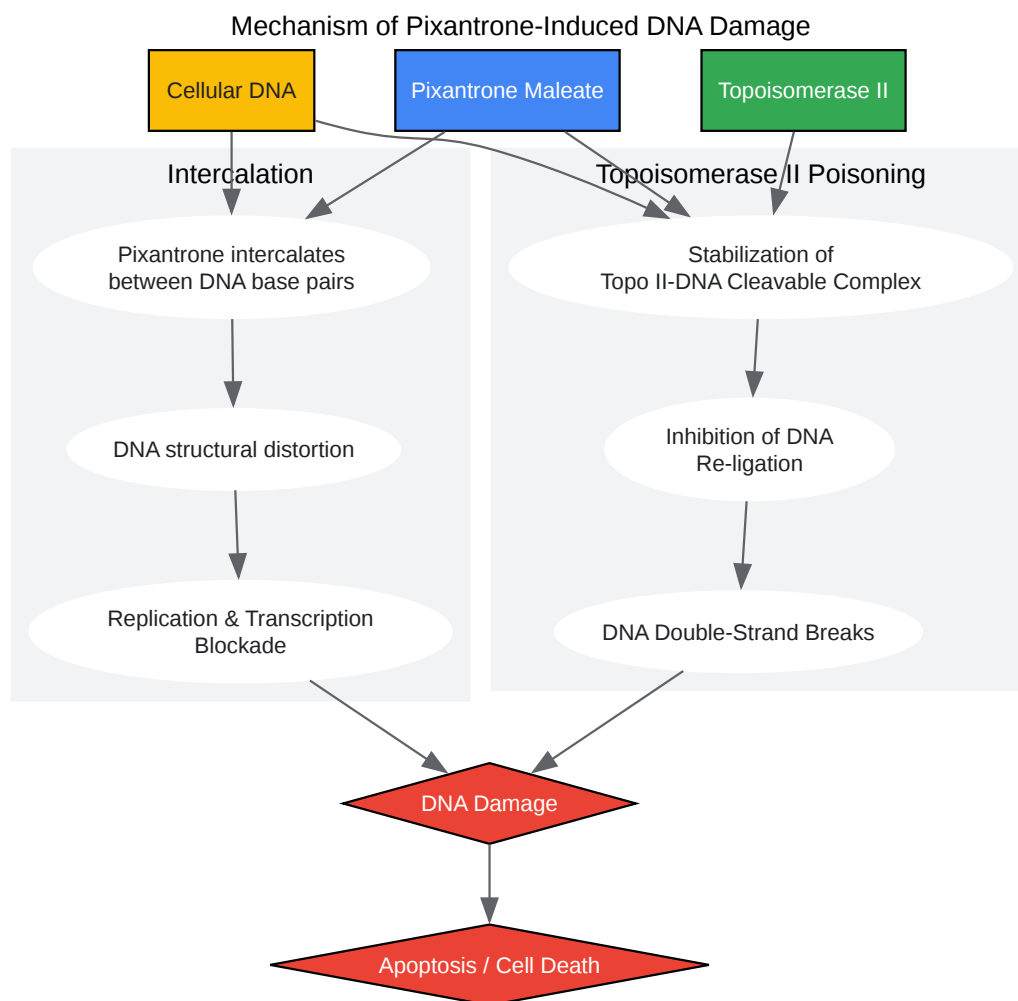 Mechanism of Pixantrone-Induced DNA Damage
Cellular DNA
Pixantrone Maleate
Topoisomerase II
Intercalation
Topoisomerase II Poisoning
Pixantrone intercalates
between DNA base pairs
Stabilization of
Topo II-DNA Cleavable Complex
DNA structural distortion
Inhibition of DNA
Re-ligation
Replication & Transcription
Blockade
DNA Double-Strand Breaks
DNA Damage
Apoptosis / Cell Death